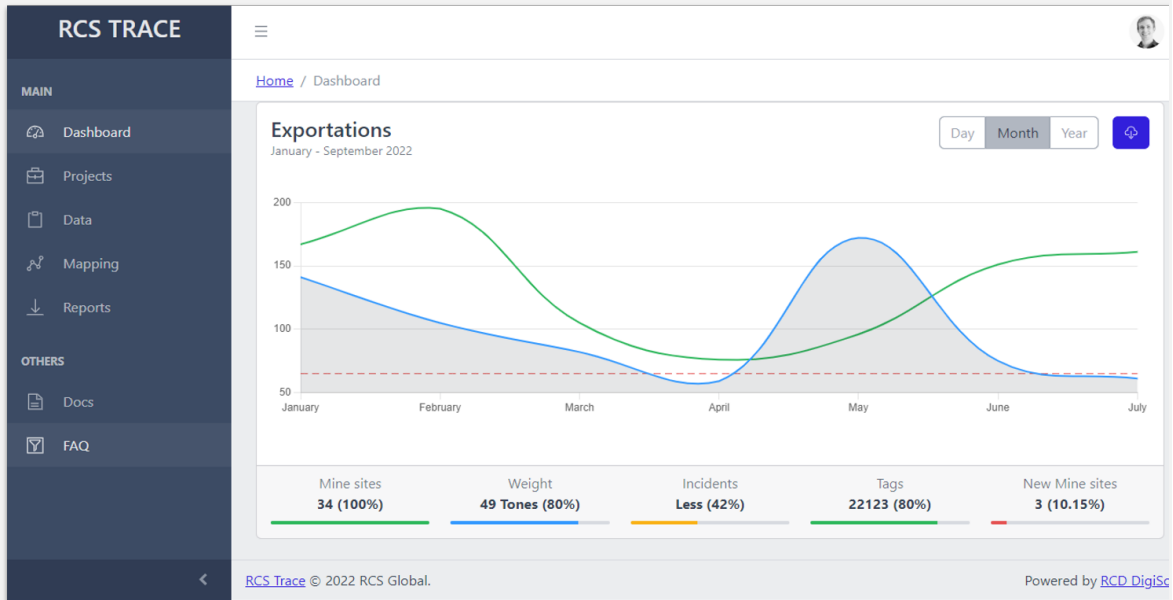 RCS TRACE
MAIN
Dashboard
Projects
Data
Mapping
Reports
OTHERS
Docs
FAQ
Home / Dashboard
Exportations
January - September 2022
Day Month Year
200
150
100
50
January February March April May June July
Mine sites
34 (100%)
Weight
49 Tones (80%)
Incidents
Less (42%)
Tags
22123 (80%)
New Mine sites
3 (10.15%)
RCS Trace © 2022 RCS Global.
Powered by RCD DigiSc